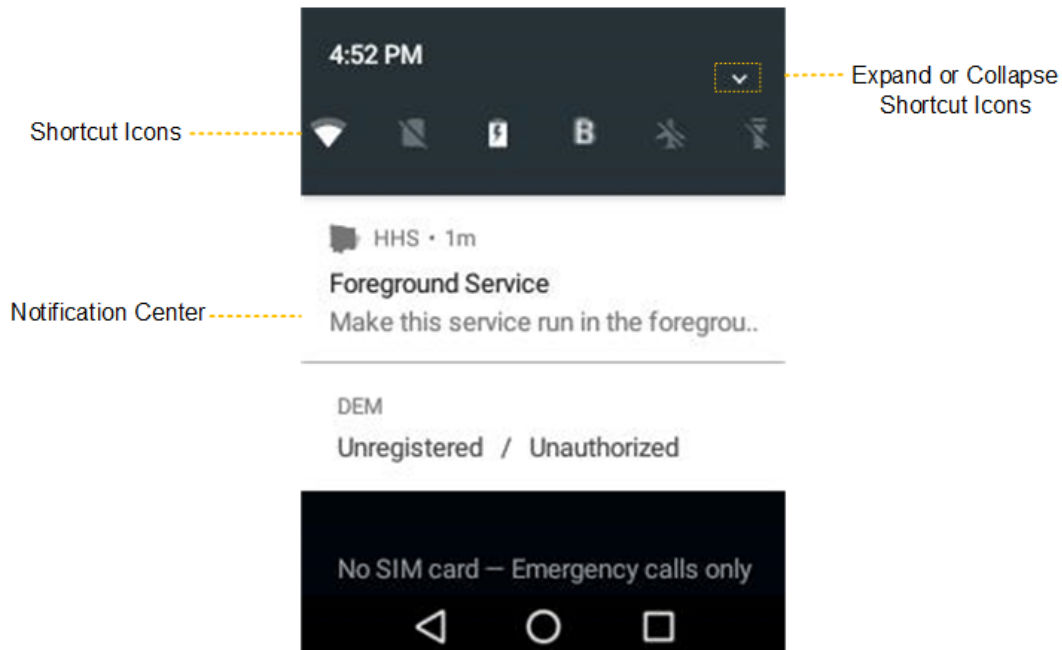 4:52 PM
Expand or Collapse
Shortcut Icons
Shortcut Icons
B
HHS • 1m
Foreground Service
Notification Center
Make this service run in the foregrou..
DEM
Unregistered / Unauthorized
No SIM card — Emergency calls only